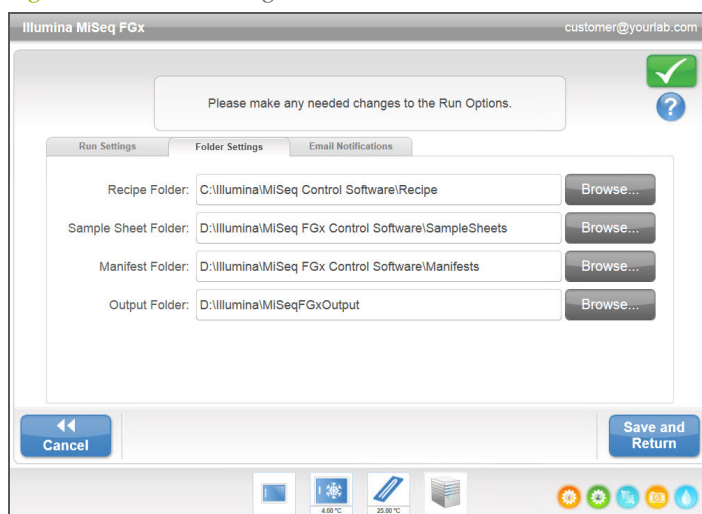 Illumina MiSeq FGx customer@yourlab.com
Please make any needed changes to the Run Options.
?
Run Settings Folder Settings Email Notifications
Recipe Folder: C:\Illumina\MiSeq Control Software\Recipe Browse...
Sample Sheet Folder: D:\Illumina\MiSeq FGx Control Software\SampleSheets Browse...
Manifest Folder: D:\Illumina\MiSeq FGx Control Software\Manifests Browse...
Output Folder: D:\Illumina\MiSeqFGxOutput Browse...
Cancel
Save and
Return
4.00 °C 25.00 °C